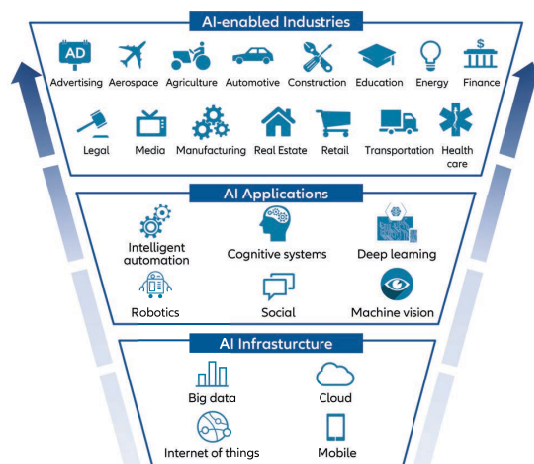 AI-enabled Industries
AD
$
Advertising Aerospace Agriculture Automotive Construction Education Energy Finance
Legal Media Manufacturing Real Estate Retail Transportation Health
care
AI Applications
Intelligent
automation
Cognitive systems
Deep learning
Robotics Social Machine vision
AI Infrasturcture
Big data Cloud
Internet of things Mobile